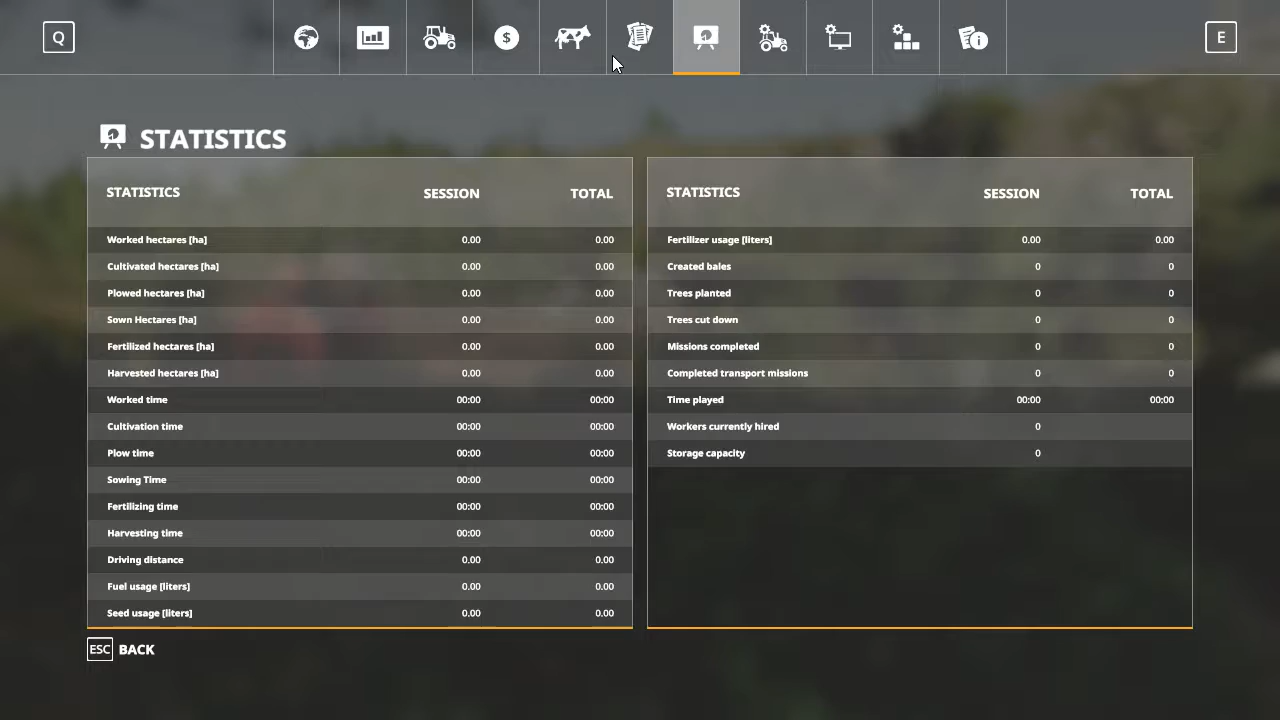 Q
E
STATISTICS
STATISTICS SESSION TOTAL
Worked hectares [ha] 0.00 0.00
Cultivated hectares [ha] 0.00 0.00
Plowed hectares [ha] 0.00 0.00
Sown Hectares [ha] 0.00 0.00
Fertilized hectares [ha] 0.00 0.00
Harvested hectares [ha] 0.00 0.00
Worked time 00:00 00:00
Cultivation time 00:00 00:00
Plow time 00:00 00:00
Sowing Time 00:00 00:00
Fertilizing time 00:00 00:00
Harvesting time 00:00 00:00
Driving distance 0.00 0.00
Fuel usage [liters] 0.00 0.00
Seed usage [liters] 0.00 0.00
STATISTICS SESSION TOTAL
Fertilizer usage [liters] 0.00 0.00
Created bales 0 0
Trees planted 0 0
Trees cut down 0 0
Missions completed 0 0
Completed transport missions 0 0
Time played 00:00 00:00
Workers currently hired 0
Storage capacity 0
ESC BACK